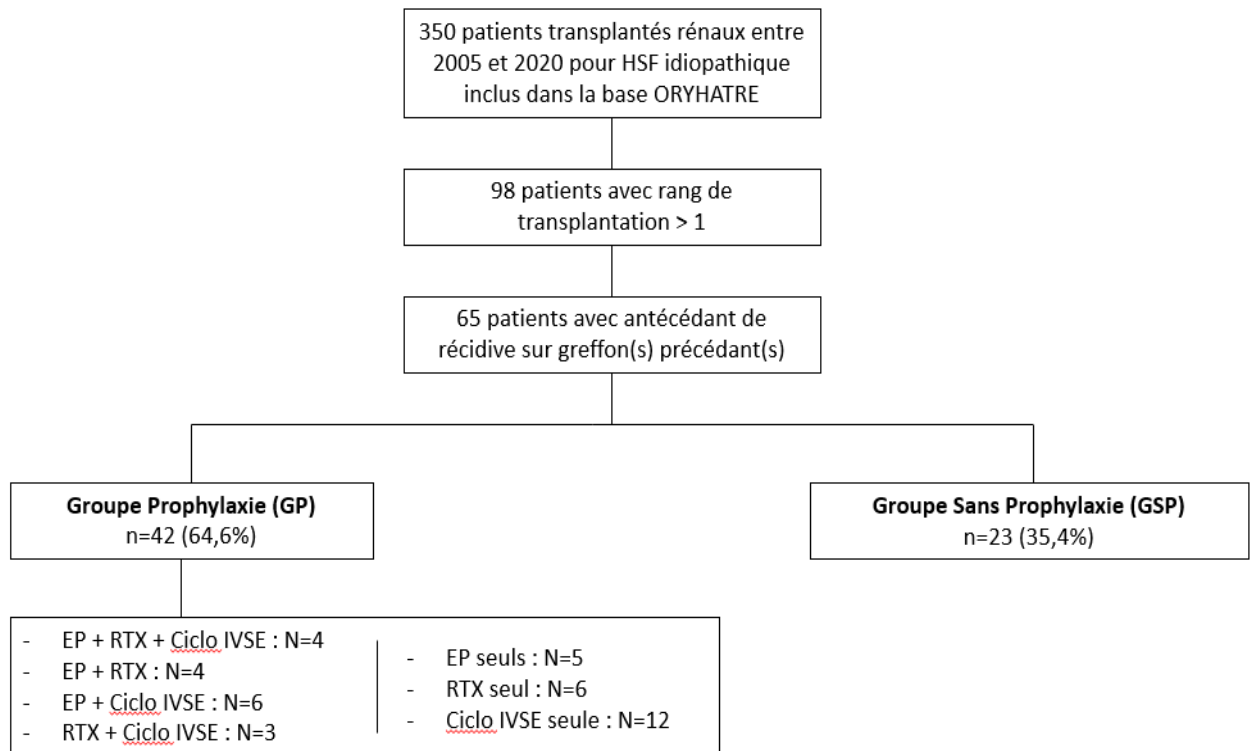 350 patients transplantés rénaux entre
2005 et 2020 pour HSF idiopathique
inclus dans la base ORYHATRE
98 patients avec rang de
transplantation > 1
65 patients avec antécédant de
récidive sur greffon(s) précédant(s)
Groupe Prophylaxie (GP)
n=42 (64,6%)
Groupe Sans Prophylaxie (GSP)
n=23 (35,4%)
- EP + RTX + Ciclo IVSE : N=4
- EP + RTX : N=4
- EP + Ciclo IVSE : N=6
- RTX + Ciclo IVSE : N=3
- EP seuls : N=5
- RTX seul : N=6
- Ciclo IVSE seule : N=12